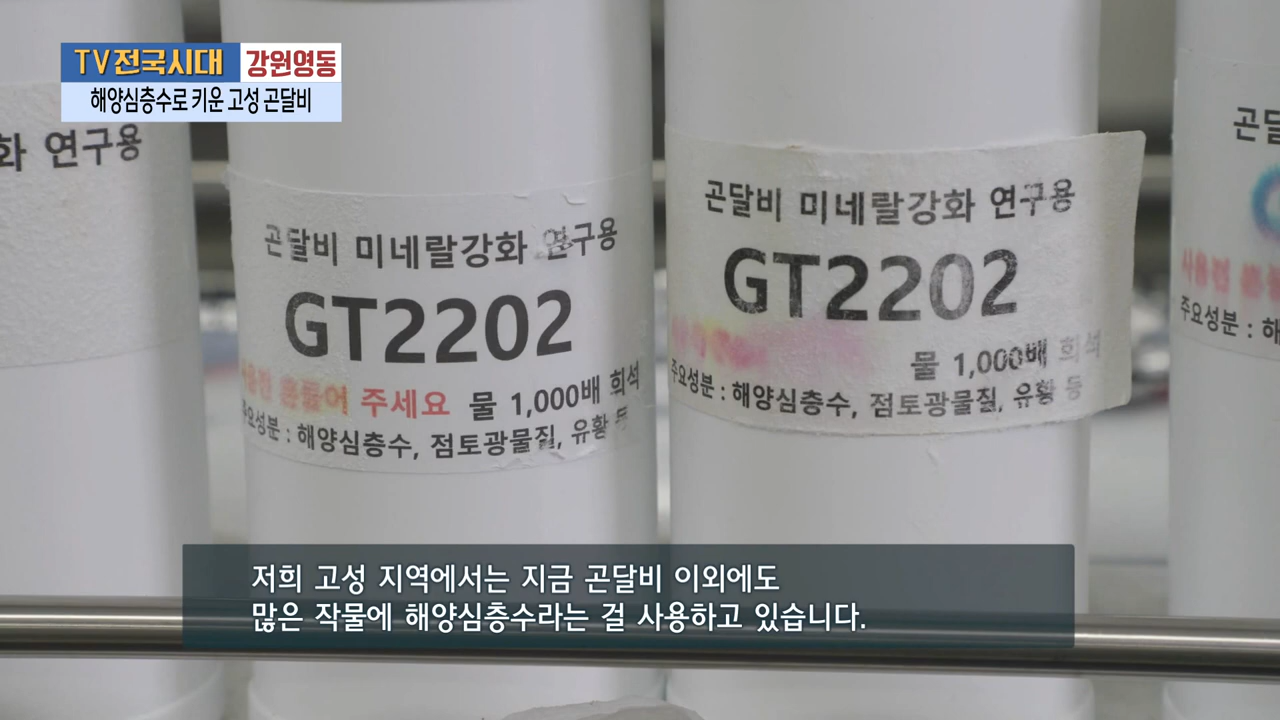 TV전국시대 강원영동
해양심층수로 키운 고성 곤달비
화 연구용
곤달비 미네랄강화 연구용
GT2202
흔들어 주세요 물 1,000배 희석
주요성분 : 해양심층수, 점토광물질, 유황 등
곤달비 미네랄강화 연구용
GT2202
물 1,000배 희석
주요성분 : 해양심층수, 점토광물질, 유황 등
주요성분 : 해
저희 고성 지역에서는 지금 곤달비 이외에도
많은 작물에 해양심층수라는 걸 사용하고 있습니다.